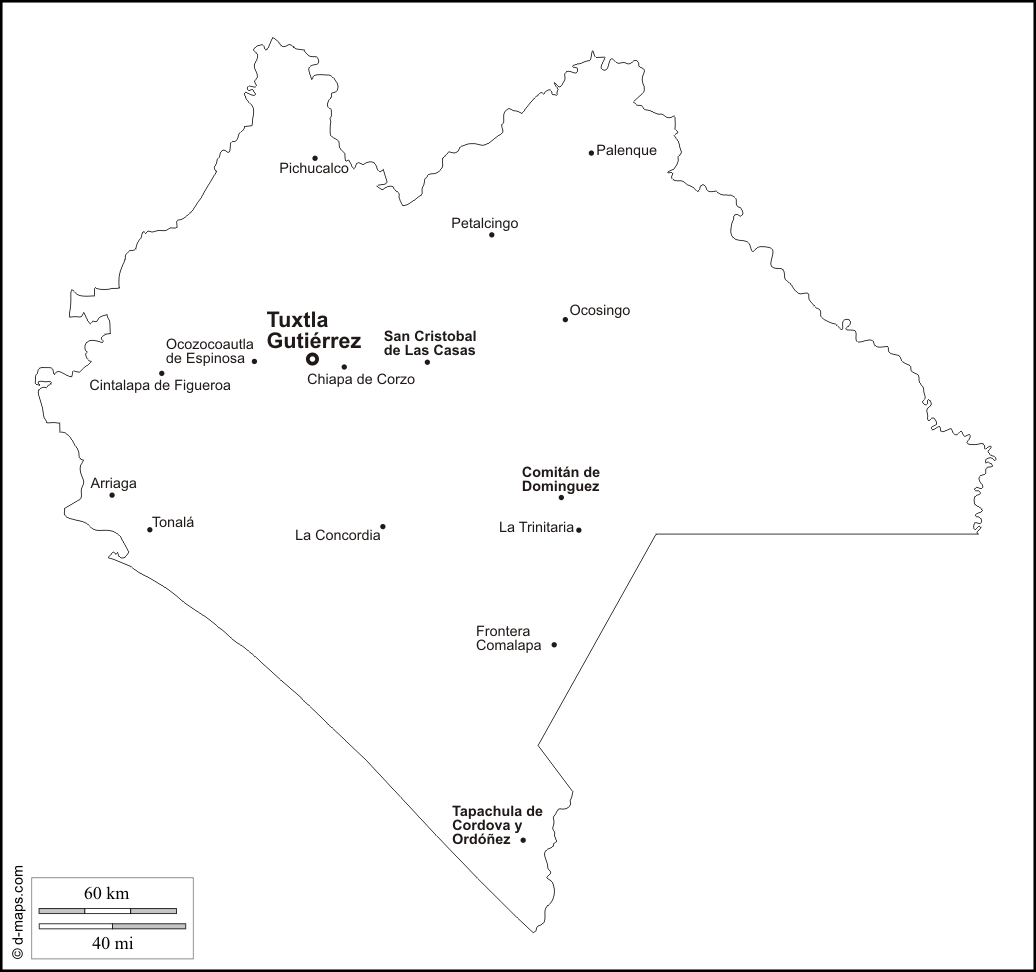 Palenque
Pichucalco
Petalcingo
Ocosingo
Tuxtla
Gutiérrez
San Cristobal
de Las Casas
Ocozocoautla
de Espinosa
Chiapa de Corzo
Cintalapa de Figueroa
Comitán de
Dominguez
Arriaga
Tonalá
La Trinitaria
La Concordia
Frontera
Comalapa
Tapachula de
Cordova y
Ordóñez
60 km
40 mi
© d-maps.com